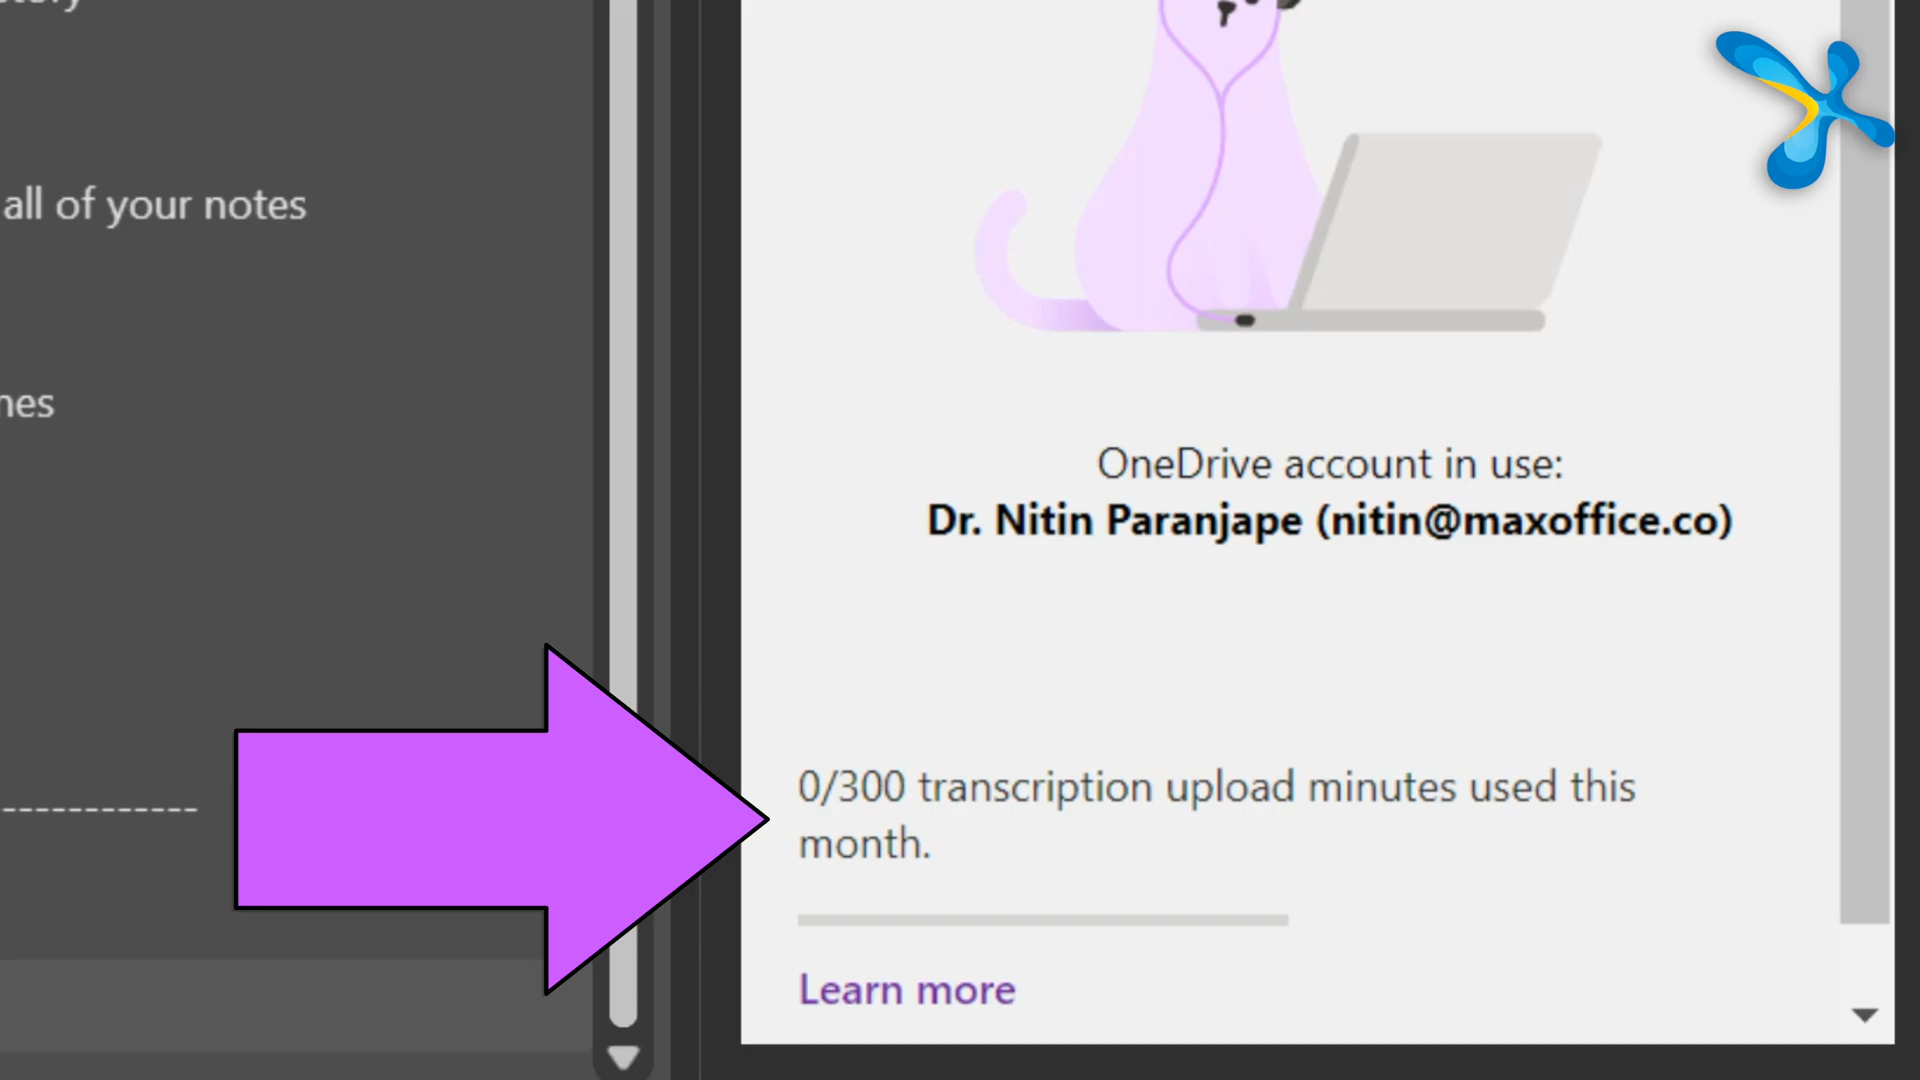 all of your notes
OneDrive account in use:
Dr. Nitin Paranjape (nitin@maxoffice.co)
------------
0/300 transcription upload minutes used this
month.
Learn more